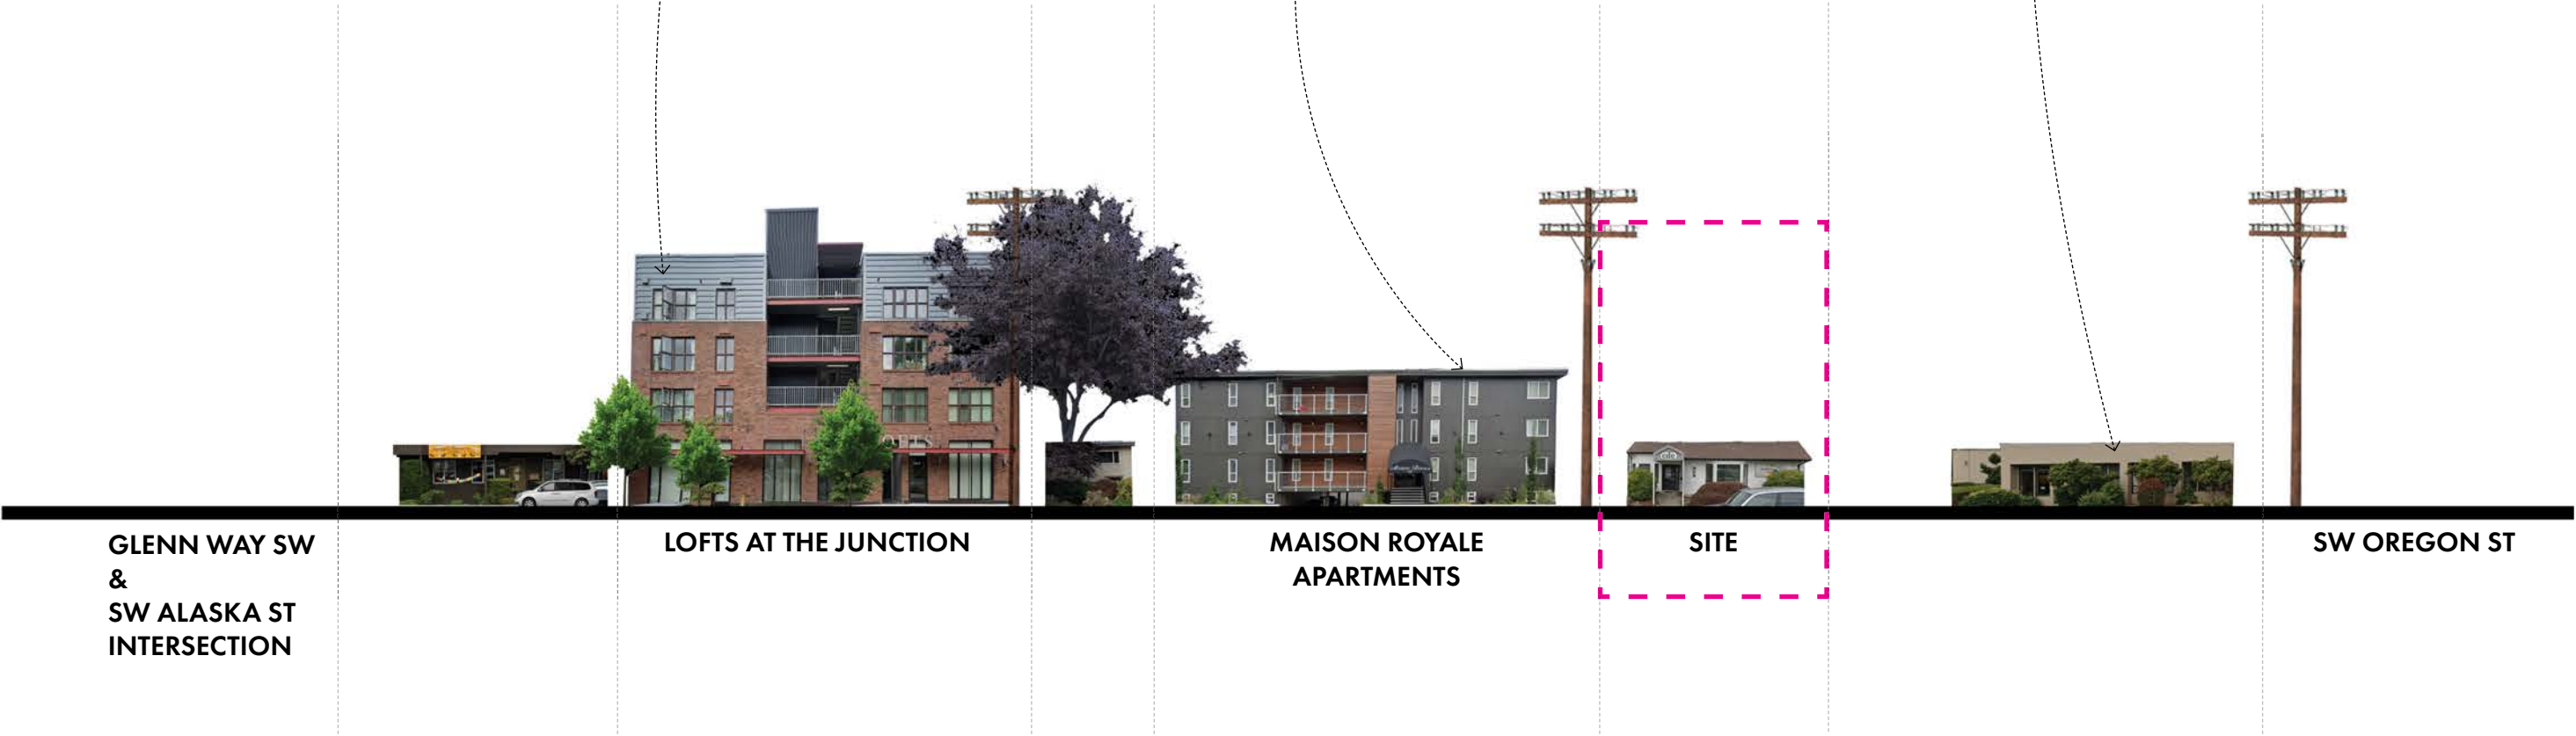 GLENN WAY SW
&
SW ALASKA ST
INTERSECTION
LOFTS AT THE JUNCTION
MAISON ROYALE
APARTMENTS
SITE
SW OREGON ST